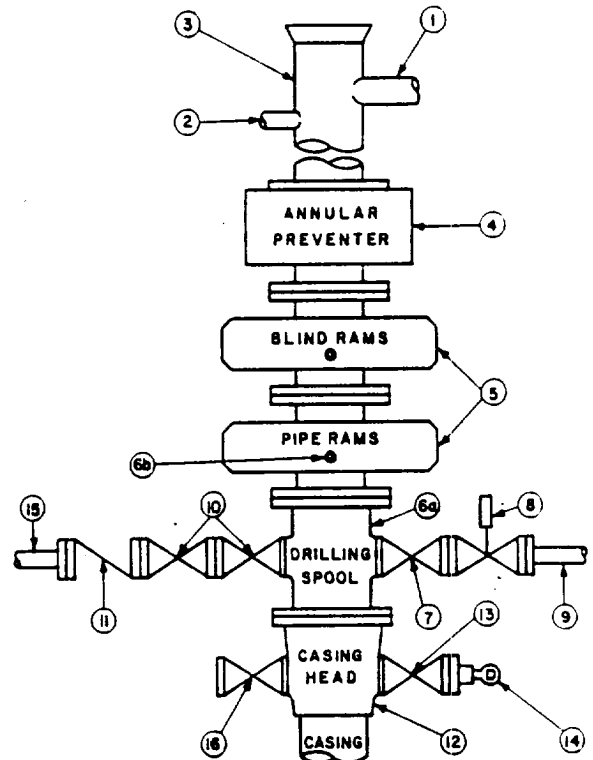 1
3
2
ANNULAR
PREVENTER
4
BLIND RAMS
5
PIPE RAMS
6b
15
10
6a
8
DRILLING
SPOOL
11
7
9
13
CASING
HEAD
16
12
14
CASING